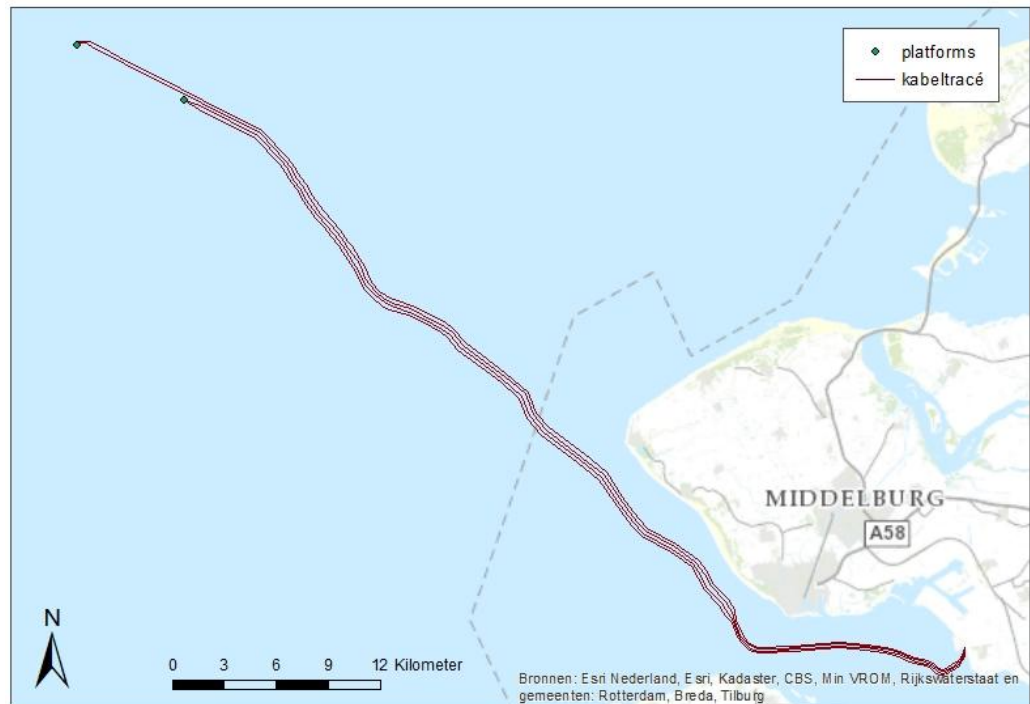 platforms
kabeltracé
MIDDELBURG
A58
N
0 3 6 9 12 Kilometer
Bronnen: Esri Nederland, Esri, Kadaster, CBS, Min VROM, Rijkswaterstaat en
gemeenten: Rotterdam, Breda, Tilburg